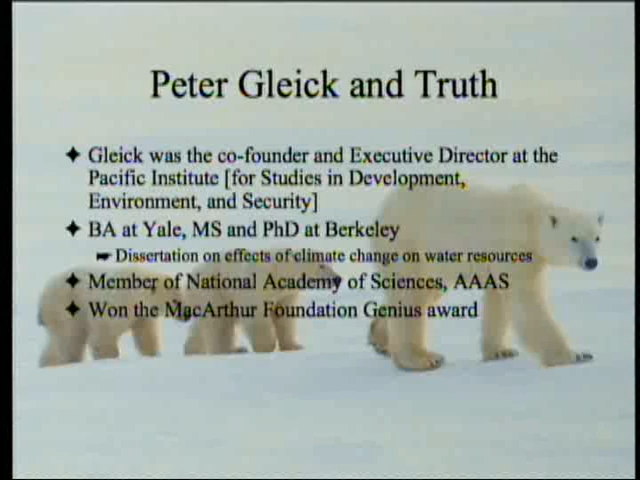 Peter Gleick and Truth
Gleick was the co-founder and Executive Director at the
Pacific Institute [for Studies in Development,
Environment, and Security]
BA at Yale, MS and PhD at Berkeley
Dissertation on effects of climate change on water resources
Member of National Academy of Sciences, AAAS
Won the MacArthur Foundation Genius award